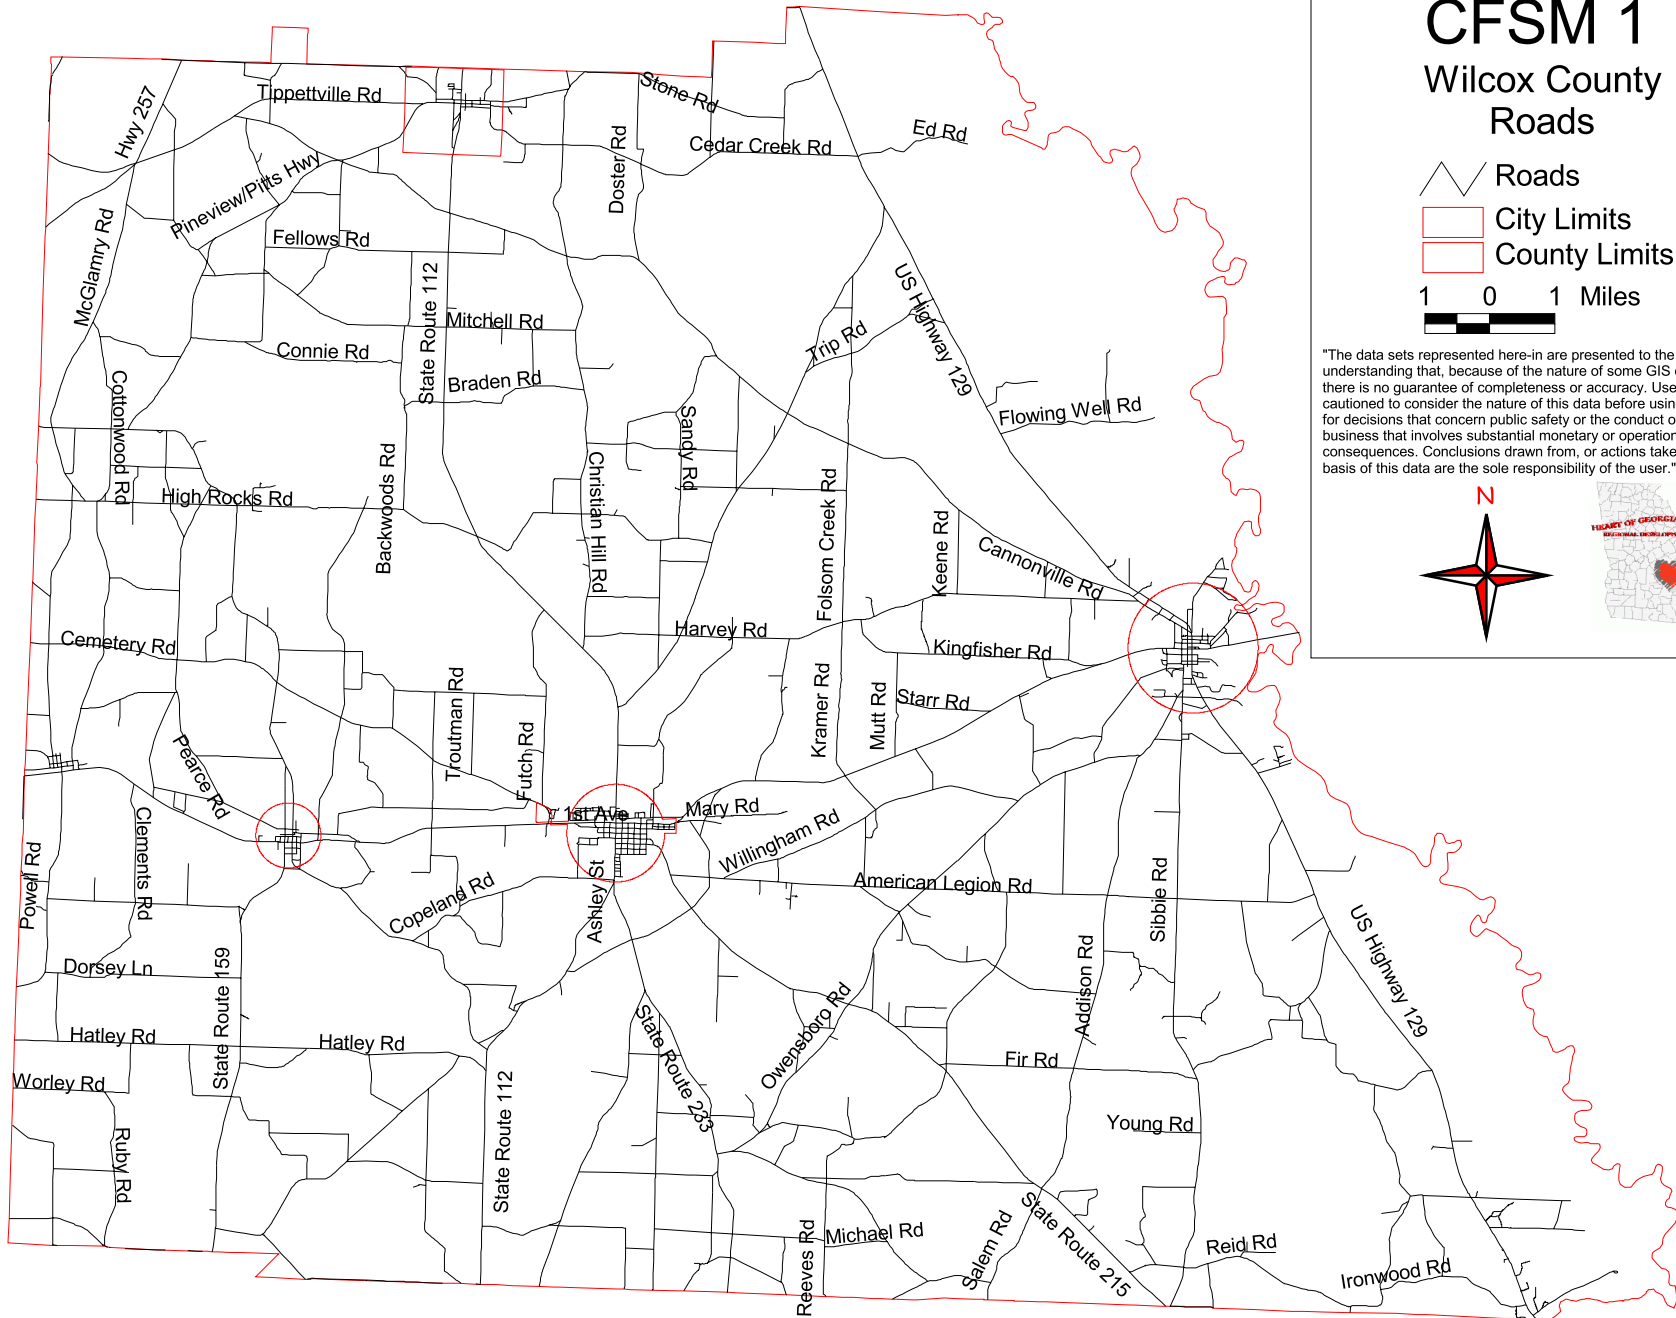 CFSM 1
Wilcox County
Roads
Roads
City Limits
County Limits
1 0 1 Miles
"The data sets represented here-in are presented to the
understanding that, because of the nature of some GIS
there is no guarantee of completeness or accuracy. Use
cautioned to consider the nature of this data before usin
for decisions that concern public safety or the conduct o
business that involves substantial monetary or operation
consequences. Conclusions drawn from, or actions take
basis of this data are the sole responsibility of the user."
N
HEART OF GEORGIA
Tippettville Rd
Stone Rd
Hwy 257
Ed Rd
Cedar Creek Rd
Doster Rd
Pineview/Pitts Hwy
McGlamry Rd
Fellows Rd
State Route 112
US Highway 129
Mitchell Rd
Trip Rd
Connie Rd
Braden Rd
Cottonwood Rd
Flowing Well Rd
Sandy Rd
Christian Hill Rd
Backwoods Rd
High Rocks Rd
Folsom Creek Rd
Keene Rd
Cannonville Rd
Harvey Rd
Cemetery Rd
Kingfisher Rd
Troutman Rd
Kramer Rd
Mutt Rd
Starr Rd
Futch Rd
Pearce Rd
1st Ave
Mary Rd
Clements Rd
Willingham Rd
Powell Rd
Copeland Rd
Ashley St
American Legion Rd
Sibbie Rd
US Highway 129
Addison Rd
Dorsey Ln
State Route 159
Owensboro Rd
State Route 233
Hatley Rd
Hatley Rd
Fir Rd
Worley Rd
State Route 112
Ruby Rd
Young Rd
Salem Rd
State Route 215
Michael Rd
Reeves Rd
Reid Rd
Ironwood Rd